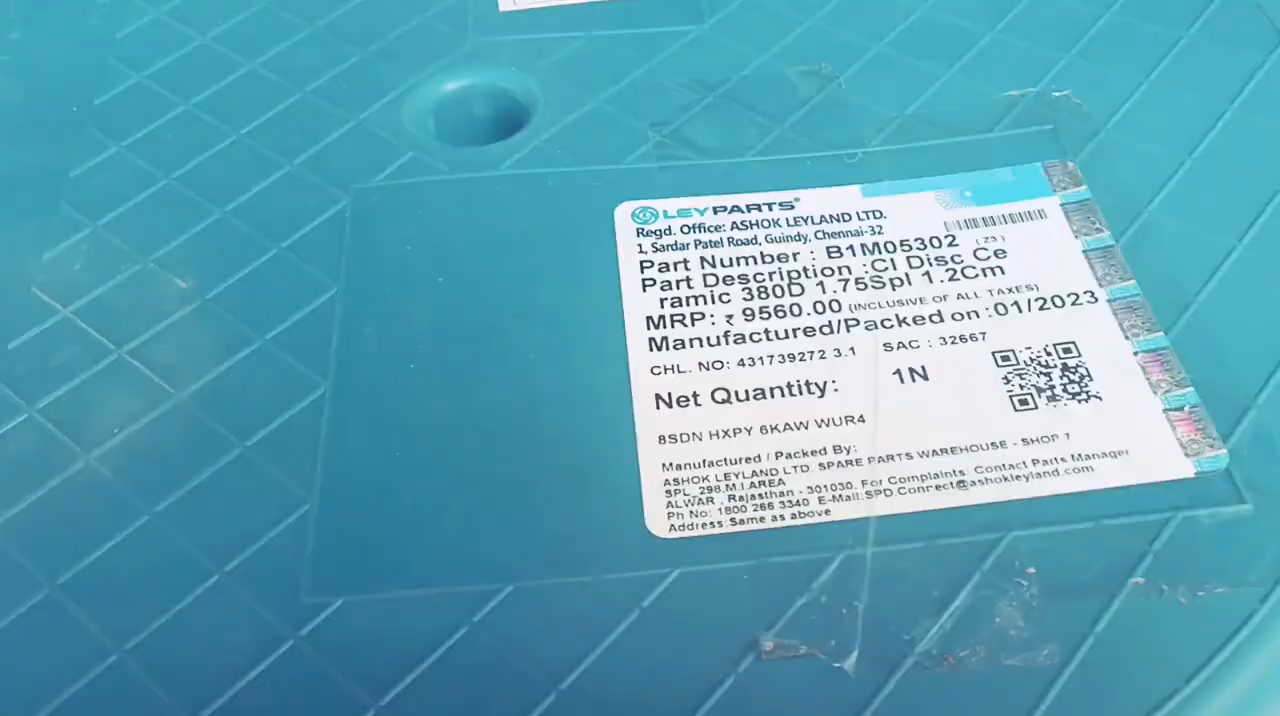 LEYPARTS®
Regd. Office: ASHOK LEYLAND LTD.
1, Sardar Patel Road, Guindy, Chennai-32
Part Number : B1M05302 (Z3)
Part Description :Cl Disc Ce
ramic 380D 1.75Spl 1.2Cm
MRP: ₹ 9560.00 (INCLUSIVE OF ALL TAXES)
Manufactured/Packed on :01/2023
CHL. NO: 431739272 3.1 SAC : 32667
Net Quantity: 1N
8SDN HXPY 6KAW WUR4
Manufactured / Packed By:
ASHOK LEYLAND LTD. SPARE PARTS WAREHOUSE - SHOP 7
SPL_298,M.I.AREA
ALWAR , Rajasthan - 301030. For Complaints: Contact Parts Manager
Ph No: 1800 266 3340 E-Mail:SPD.Connect@ashokleyland.com
Address:Same as above